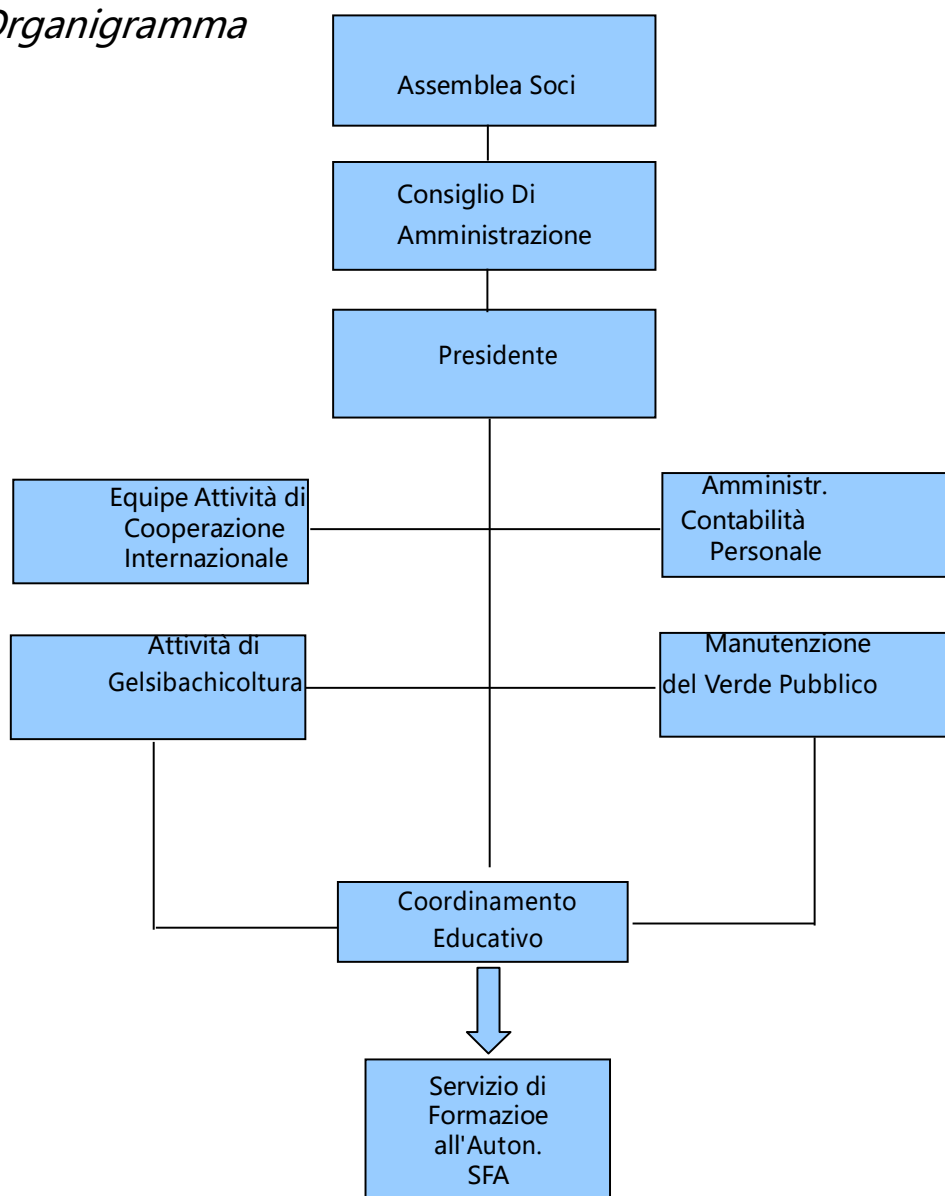 Organigramma
Assemblea Soci
Consiglio Di
Amministrazione
Presidente
Equipe Attività di
Cooperazione
Internazionale
Amministr.
Contabilità
Personale
Attività di
Gelsibachicoltura
Manutenzione
del Verde Pubblico
Coordinamento
Educativo
Servizio di
Formazioe
all'Auton.
SFA